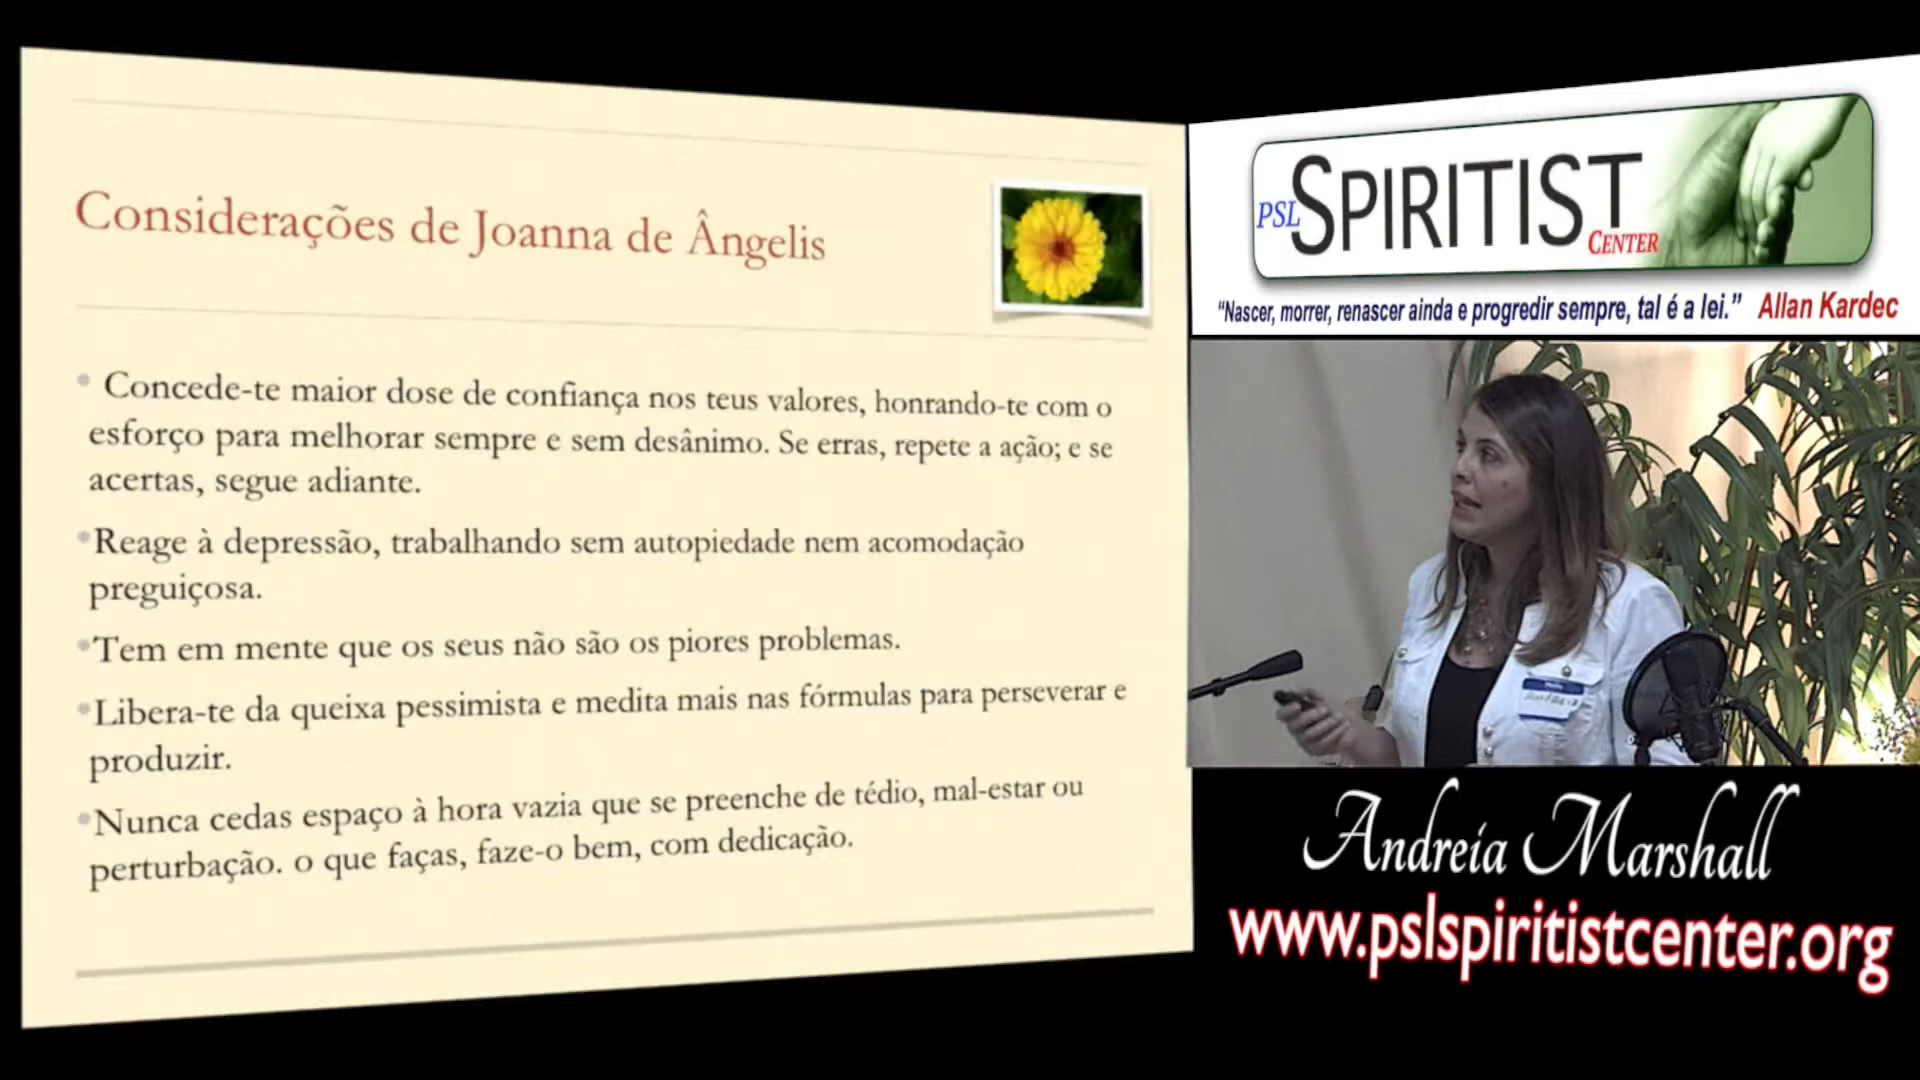 Considerações de Joanna de Ângelis
• Concede-te maior dose de confiança nos teus valores, honrando-te com o
esforço para melhorar sempre e sem desânimo. Se erras, repete a ação; e se
acertas, segue adiante.
•Reage à depressão, trabalhando sem autopiedade nem acomodação
preguiçosa.
•Tem em mente que os seus não são os piores problemas.
•Libera-te da queixa pessimista e medita mais nas fórmulas para perseverar e
produzir.
•Nunca cedas espaço à hora vazia que se preenche de tédio, mal-estar ou
perturbação. o que faças, faze-o bem, com dedicação.
PSL SPIRITIST
CENTER
“Nascer, morrer, renascer ainda e progredir sempre, tal é a lei.” Allan Kardec
Andreia Marshall
www.pslspiritistcenter.org